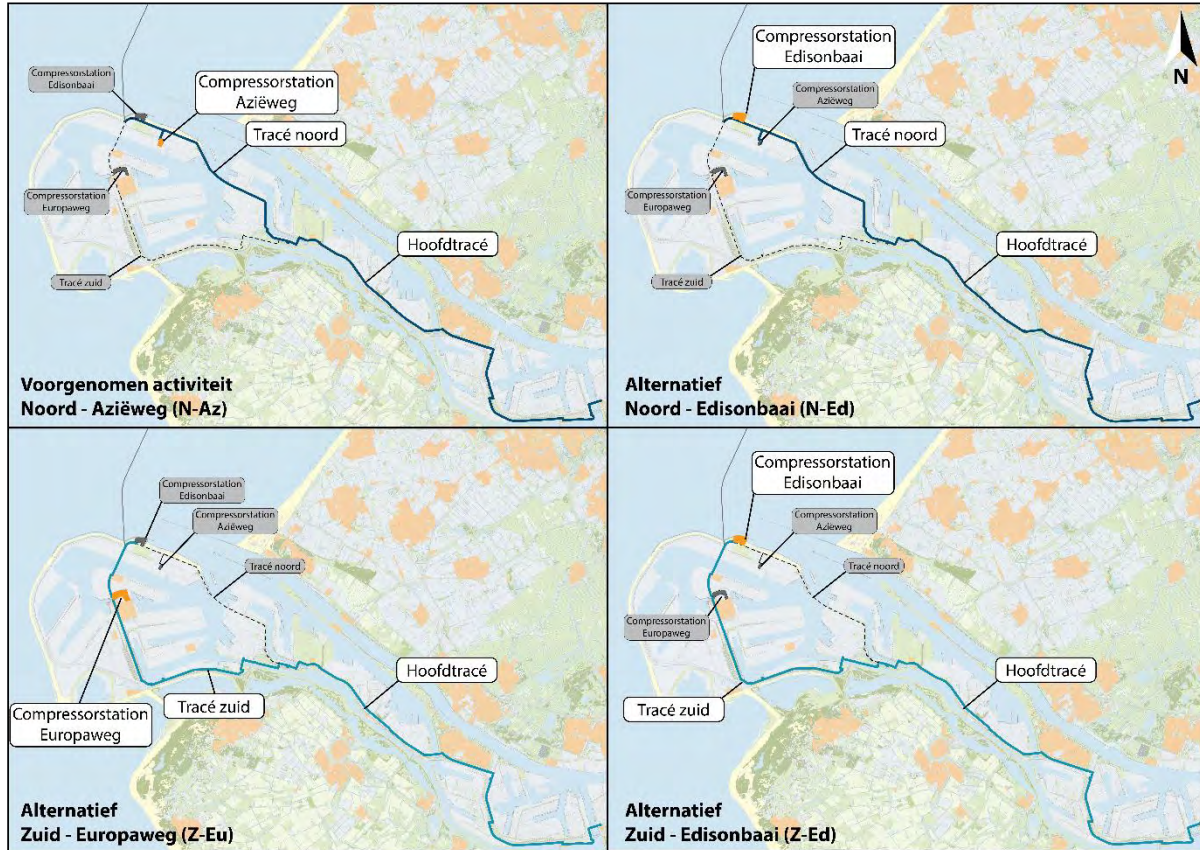 Compressorstation
Edisonbaai
Compressorstation
Aziëweg
Tracé noord
Compressorstation
Europaweg
Hoofdtracé
Tracé zuid
Voorgenomen activiteit
Noord - Aziëweg (N-Az)
Compressorstation
Edisonbaai
N
Compressorstation
Aziëweg
Tracé noord
Compressorstation
Europaweg
Hoofdtracé
Tracé zuid
Alternatief
Noord - Edisonbaai (N-Ed)
Compressorstation
Edisonbaai
Compressorstation
Aziëweg
Tracé noord
Hoofdtracé
Tracé zuid
Compressorstation
Europaweg
Alternatief
Zuid - Europaweg (Z-Eu)
Compressorstation
Edisonbaai
Compressorstation
Aziëweg
Tracé noord
Compressorstation
Europaweg
Hoofdtracé
Tracé zuid
Alternatief
Zuid - Edisonbaai (Z-Ed)